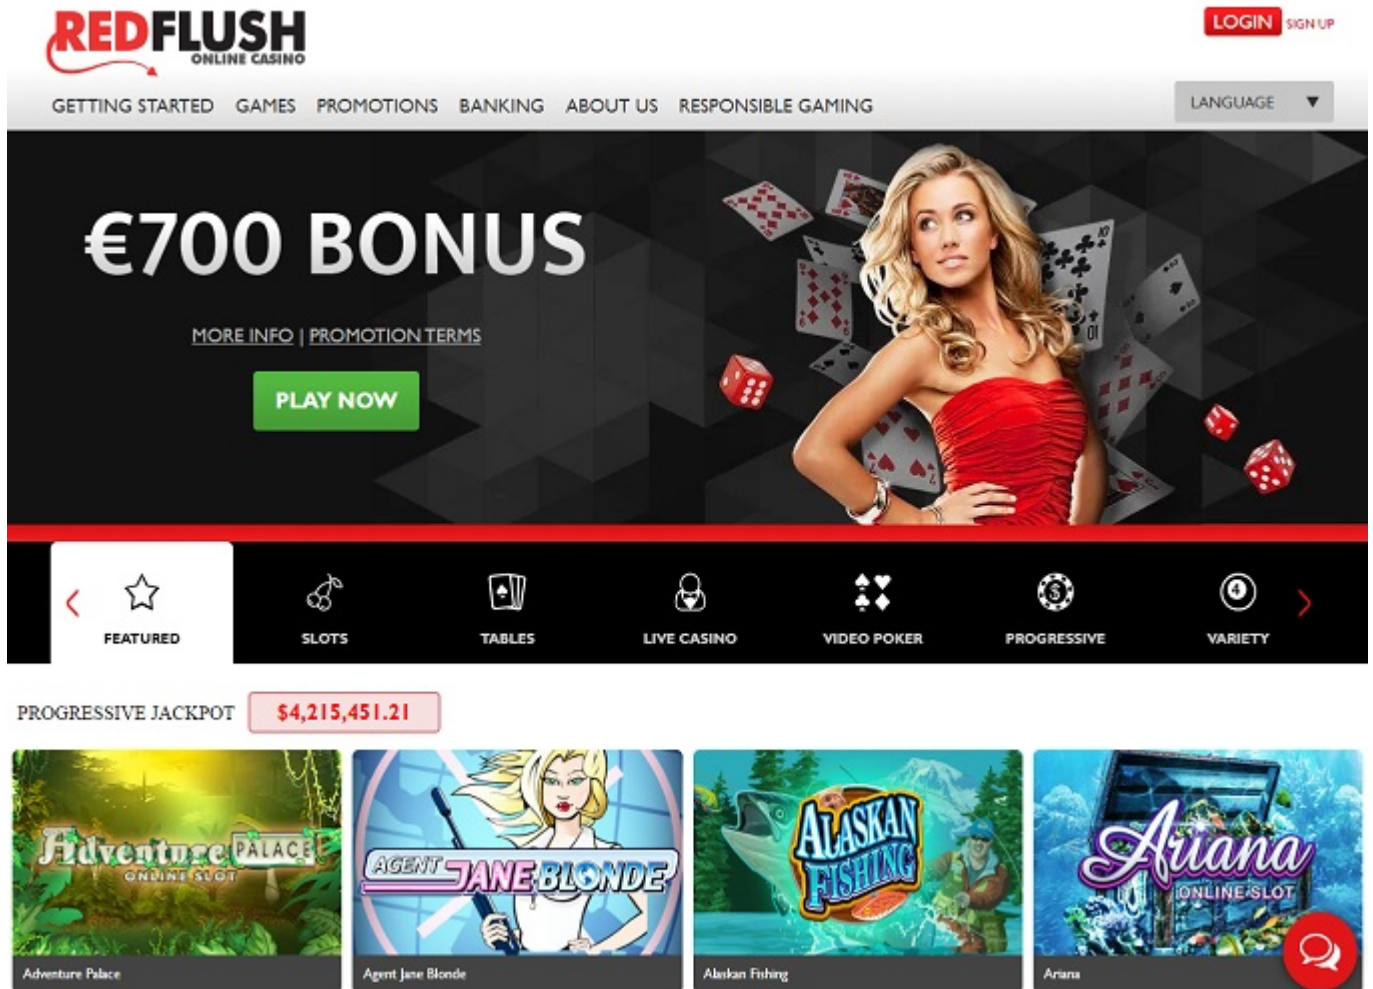 REDFLUSH
ONLINE CASINO
LOGIN SIGN UP
GETTING STARTED GAMES PROMOTIONS BANKING ABOUT US RESPONSIBLE GAMING
LANGUAGE
€700 BONUS
MORE INFO | PROMOTION TERMS
PLAY NOW
FEATURED SLOTS TABLES LIVE CASINO VIDEO POKER PROGRESSIVE VARIETY
PROGRESSIVE JACKPOT $4,215,451.21
Adventure PALACE
ONLINE SLOT
AGENT JANE BLONDE
ALASKAN
FISHING
Ariana
ONLINE SLOT
Adventure Palace
Agent Jane Blonde
Alaskan Fishing
Ariana